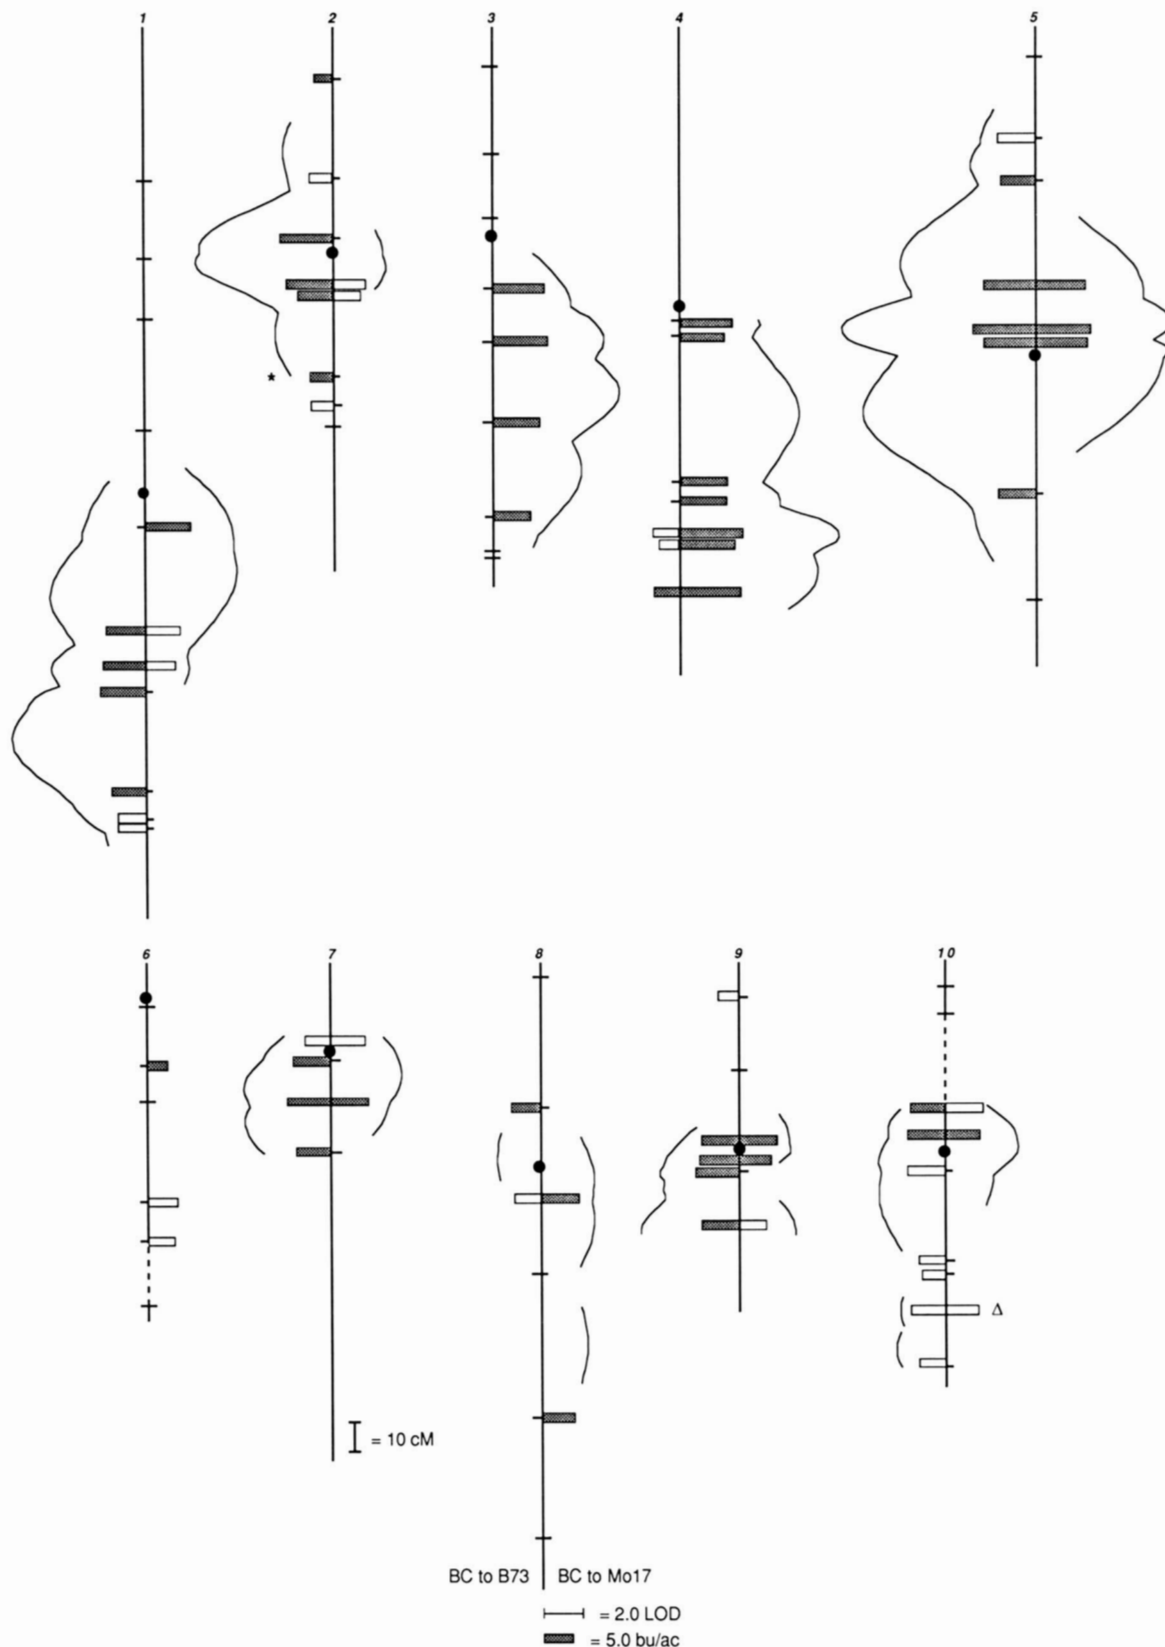 1 2 3 4 5
*
6 7 8 9 10
Δ
= 10 cM
BC to B73 BC to Mo17
= 2.0 LOD
= 5.0 bu/ac